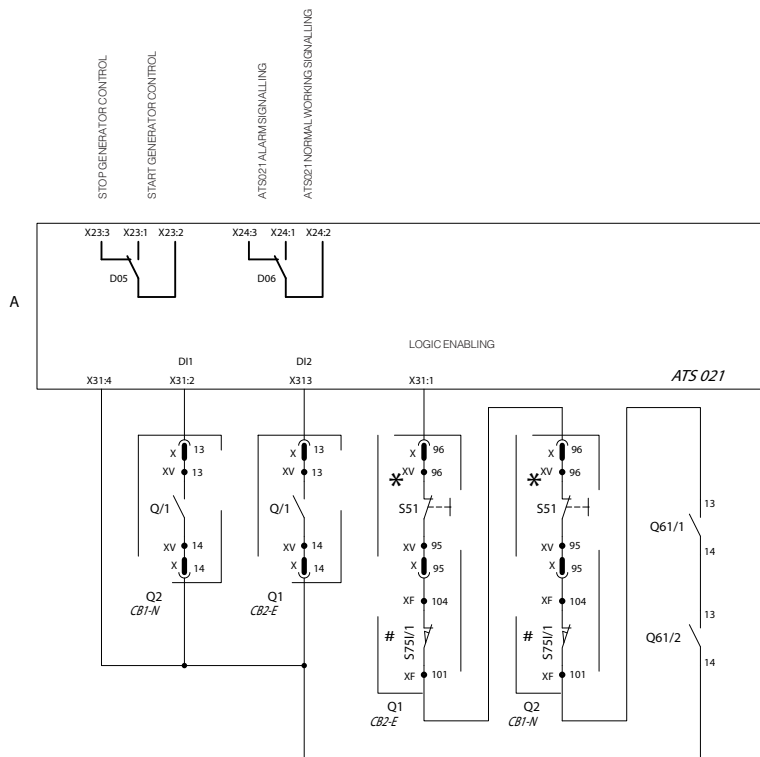 STOP GENERATOR CONTROL
START GENERATOR CONTROL
ATS021 ALARM SIGNALLING
ATS021 NORMAL WORKING SIGNALLING
X23:3 X23:1 X23:2 X24:3 X24:1 X24:2
D05 D06
A
LOGIC ENABLING
DI1 DI2
X31:4 X31:2 X313 X31:1 ATS 021
X 13 X 13 X 96 X 96
XV 13 XV 13 XV 96 XV 96
* *
Q/1 Q/1 S51 S51
13
Q61/1
14
XV 14 XV 14 XV 95 XV 95
X 14 X 14 X 95 X 95
Q2 Q1
CB1-N CB2-E
XF 104 XF 104
13
# S75I/1 # S75I/1 Q61/2
14
XF 101 XF 101
Q1 Q2
CB2-E CB1-N